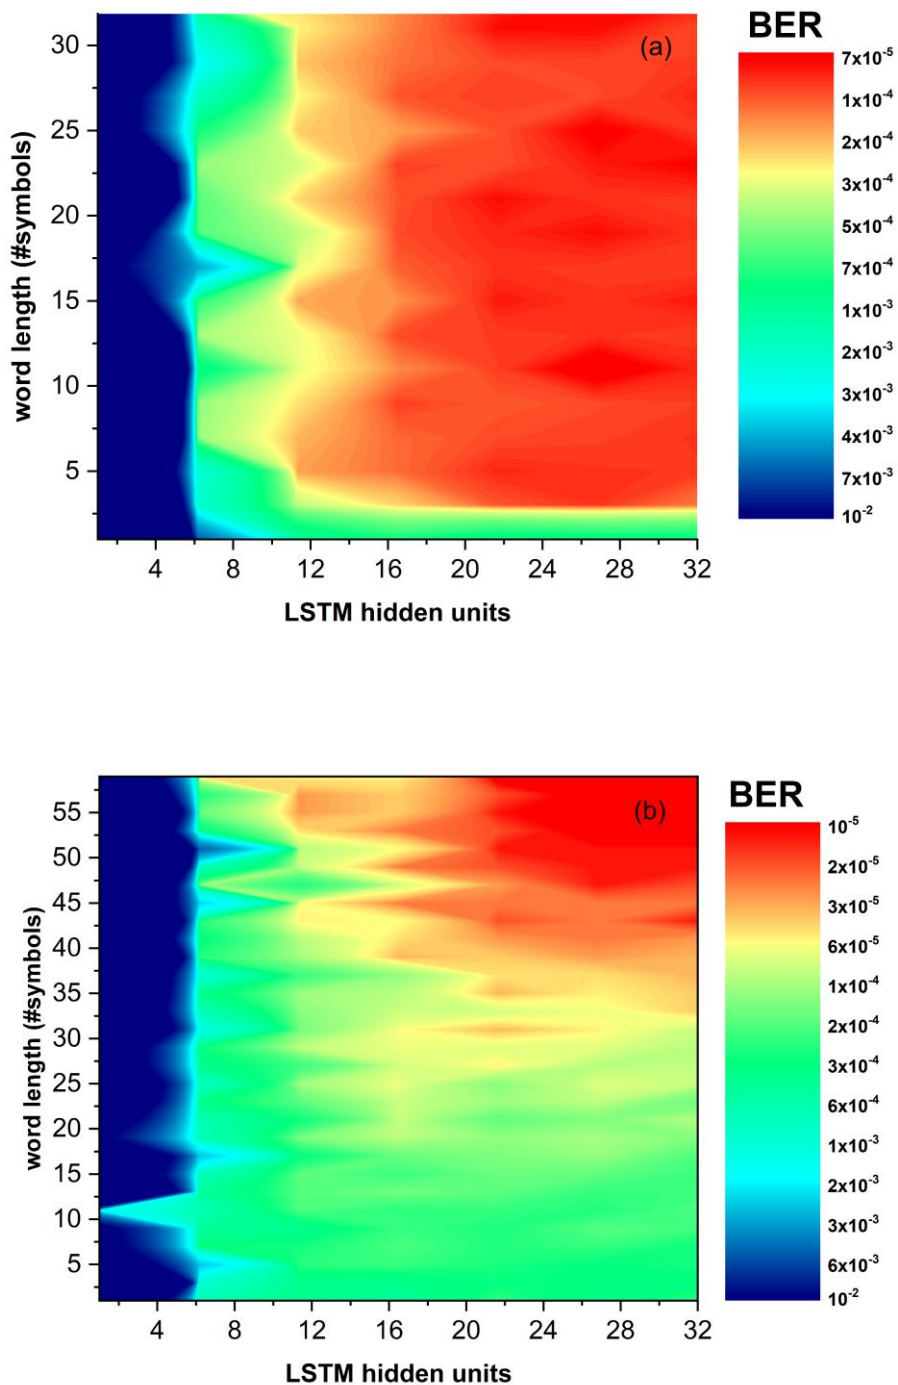 BER
(a)
30
25
20
15
10
5
word length (#symbols)
4 8 12 16 20 24 28 32
LSTM hidden units
7x10⁻⁵
1x10⁻⁴
2x10⁻⁴
3x10⁻⁴
5x10⁻⁴
7x10⁻⁴
1x10⁻³
2x10⁻³
3x10⁻³
4x10⁻³
7x10⁻³
10⁻²
BER
(b)
55
50
45
40
35
30
25
20
15
10
5
word length (#symbols)
4 8 12 16 20 24 28 32
LSTM hidden units
10⁻⁵
2x10⁻⁵
3x10⁻⁵
6x10⁻⁵
1x10⁻⁴
2x10⁻⁴
3x10⁻⁴
6x10⁻⁴
1x10⁻³
2x10⁻³
3x10⁻³
6x10⁻³
10⁻²